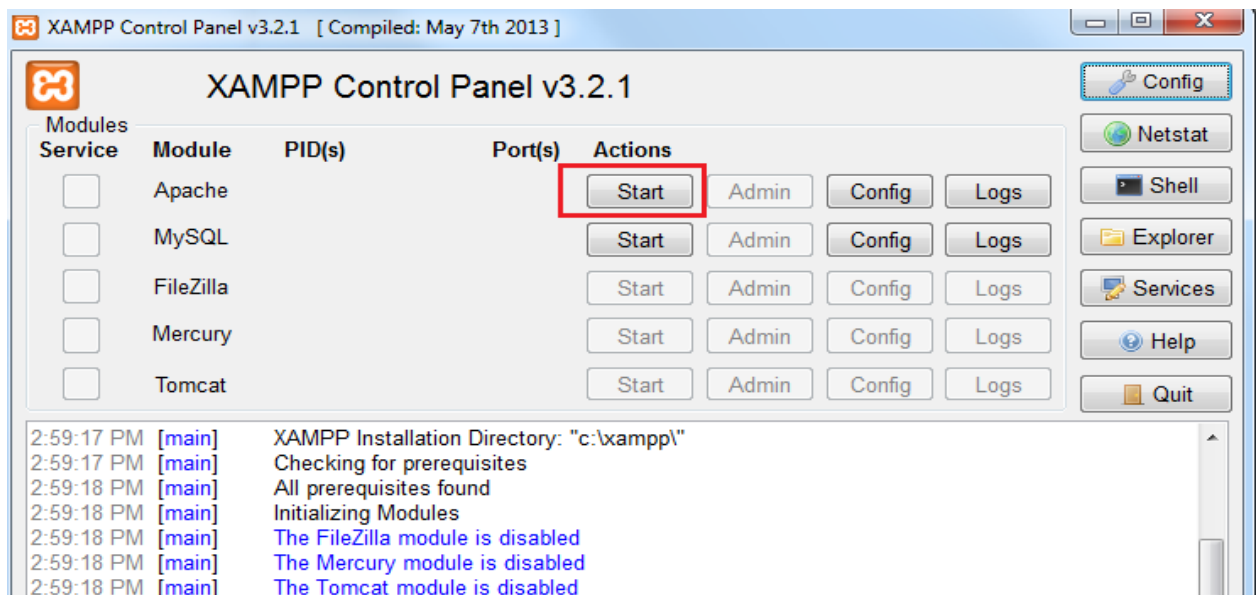 XAMPP Control Panel v3.2.1 [ Compiled: May 7th 2013 ]
XAMPP Control Panel v3.2.1
Config
Modules
Netstat
Service Module PID(s) Port(s) Actions
Apache Start Admin Config Logs
Shell
MySQL Start Admin Config Logs
Explorer
FileZilla Start Admin Config Logs
Services
Mercury Start Admin Config Logs
Help
Tomcat Start Admin Config Logs
Quit
2:59:17 PM [main] XAMPP Installation Directory: "c:\xampp\"
2:59:17 PM [main] Checking for prerequisites
2:59:18 PM [main] All prerequisites found
2:59:18 PM [main] Initializing Modules
2:59:18 PM [main] The FileZilla module is disabled
2:59:18 PM [main] The Mercury module is disabled
2:59:18 PM [main] The Tomcat module is disabled